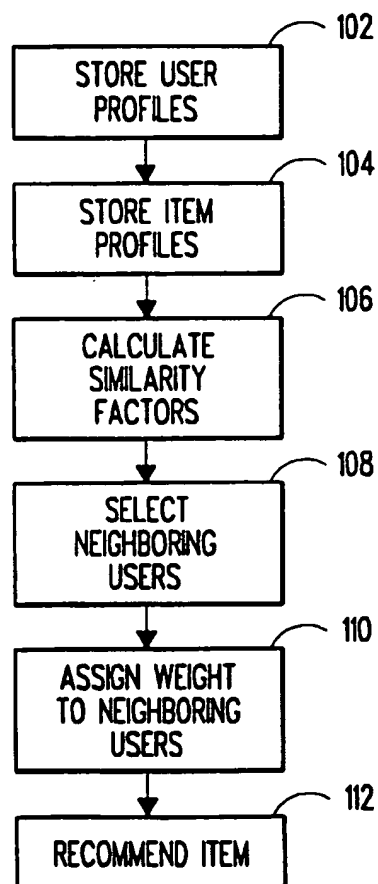 102
STORE USER
PROFILES
104
STORE ITEM
PROFILES
106
CALCULATE
SIMILARITY
FACTORS
108
SELECT
NEIGHBORING
USERS
110
ASSIGN WEIGHT
TO NEIGHBORING
USERS
112
RECOMMEND ITEM